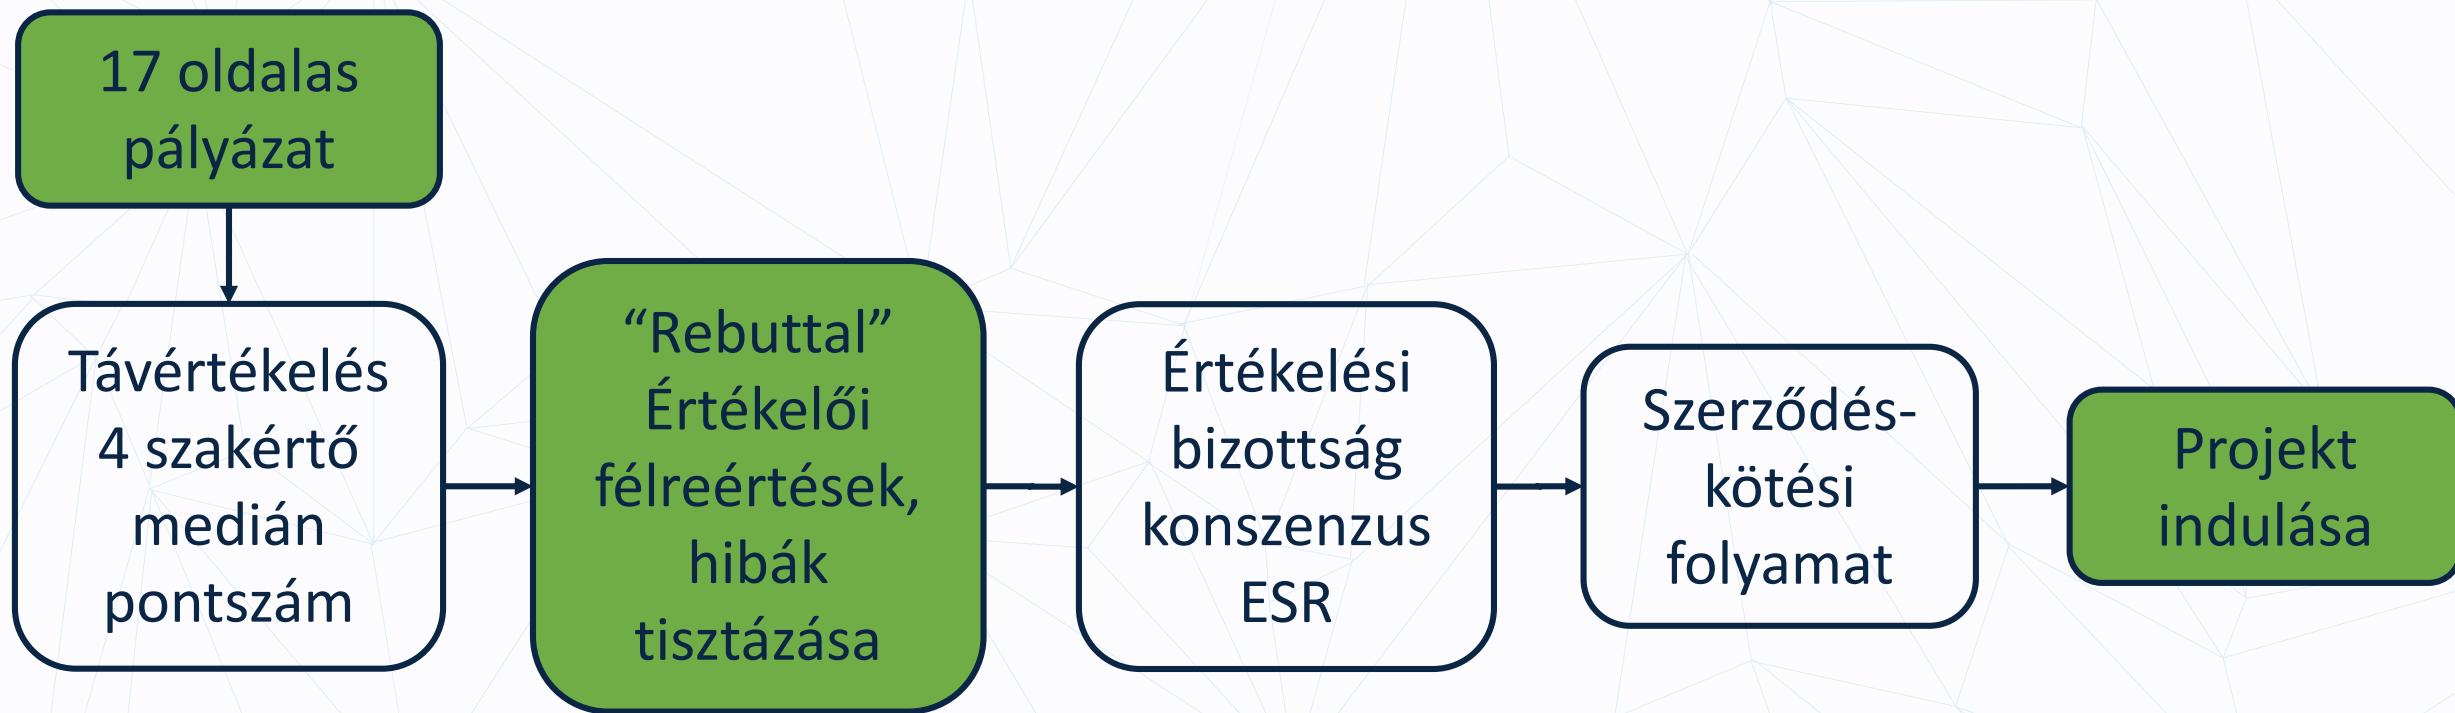 17 oldalas
pályázat
Távértékelés
4 szakértő
medián
pontszám
“Rebuttal”
Értékelői
félreértések,
hibák
tisztázása
Értékelési
bizottság
konszenzus
ESR
Szerződés-
kötési
folyamat
Projekt
indulása